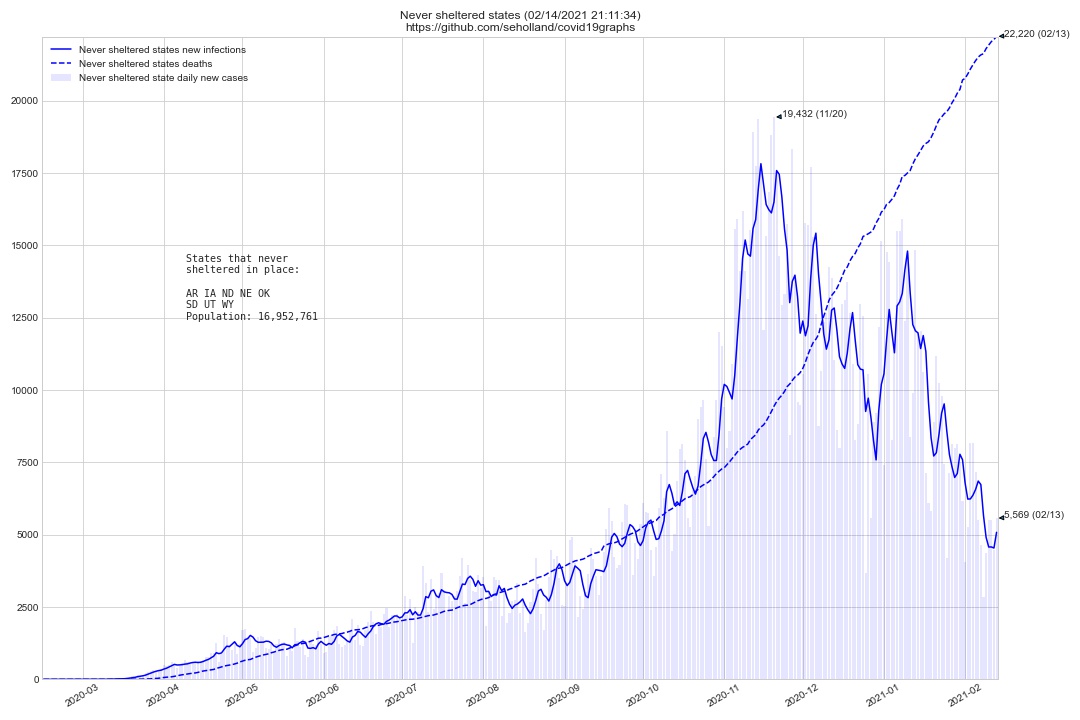 Never sheltered states (02/14/2021 21:11:34)
https://github.com/seholland/covid19graphs
22,220 (02/13)
Never sheltered states new infections
Never sheltered states deaths
Never sheltered state daily new cases
20000
19,432 (11/20)
17500
15000
States that never
sheltered in place:
AR IA ND NE OK
SD UT WY
Population: 16,952,761
12500
10000
7500
5,569 (02/13)
5000
2500
0
2020-03
2020-04
2020-05
2020-06
2020-07
2020-08
2020-09
2020-10
2020-11
2020-12
2021-01
2021-02